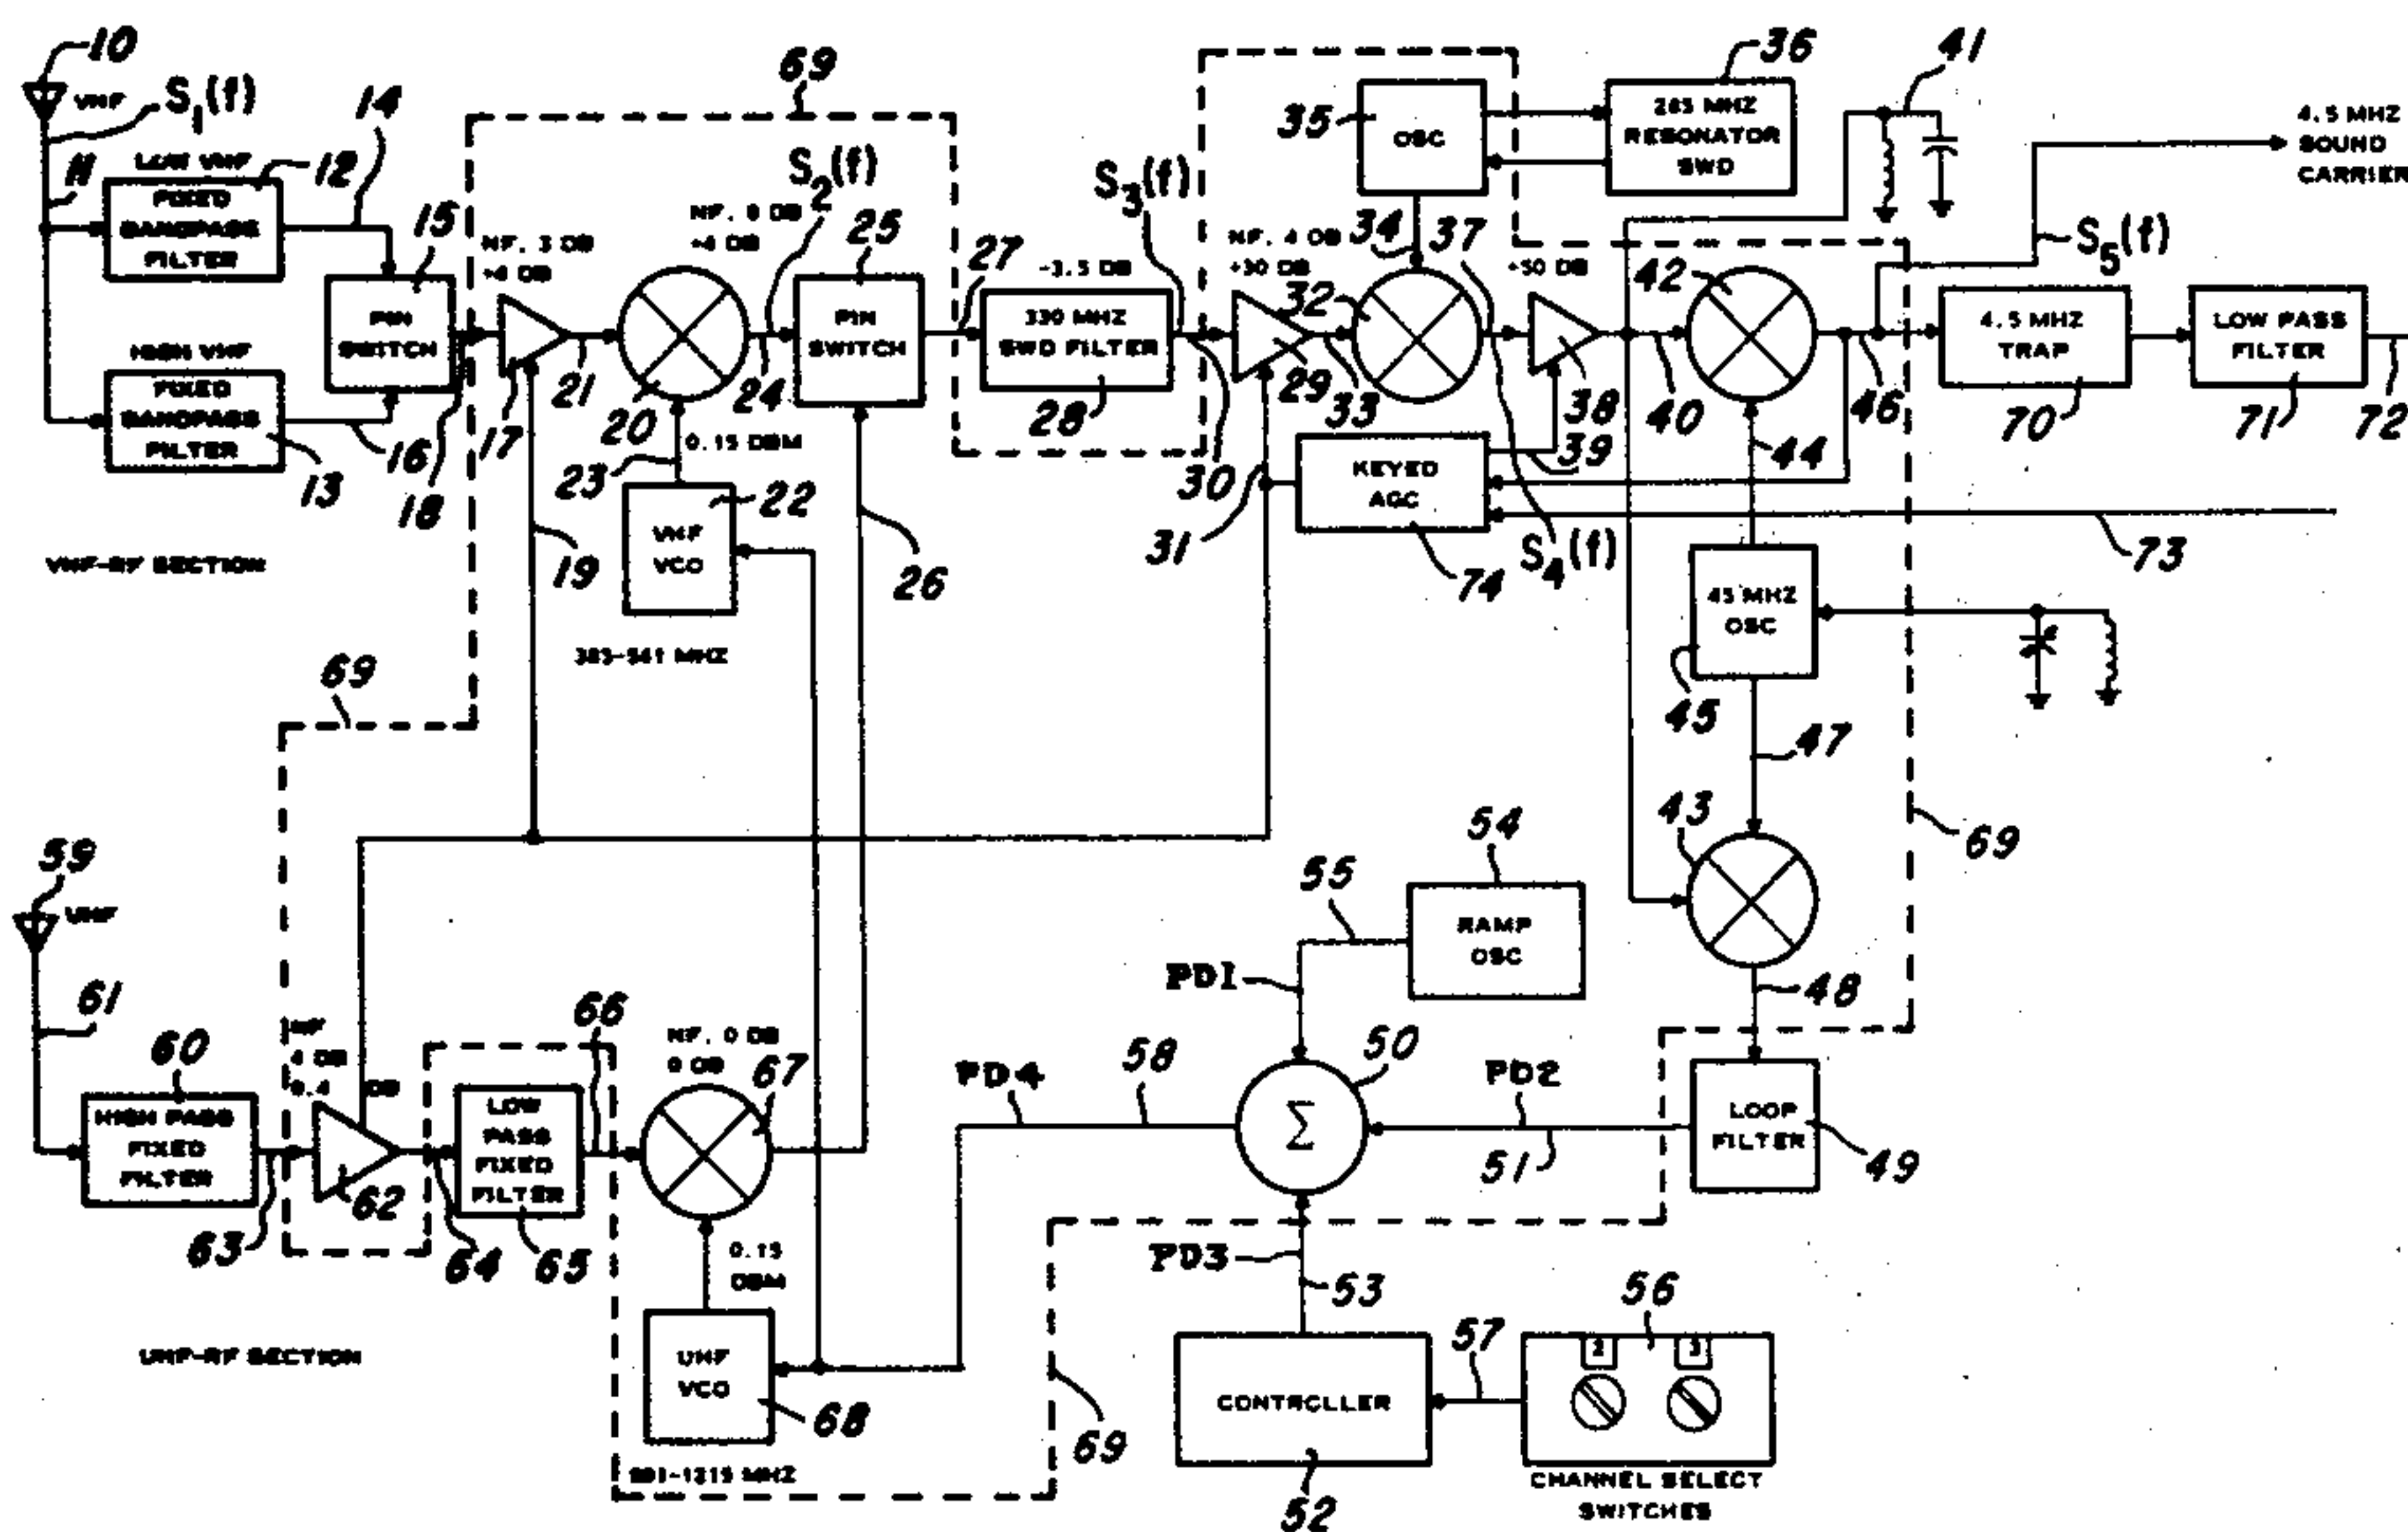 10
VHF
S1(f)
11
LOW VHF
12
FIXED
BANDPASS
FILTER
14
HIGH VHF
FIXED
BANDPASS
FILTER
13
15
PIN
SWITCH
16
18
VHF-RF SECTION
69
NF. 3 DB
17
19
21
20
NF. 8 DB
S2(f)
24
25
PIN
SWITCH
23
0.15 DBM
22
VHF
VCO
26
27
-3.5 DB
330 MHZ
SWD FILTER
28
S3(f)
30
31
NF. 4 DB
+30 DB
32
29
33
34
35
OSC
36
RESONATOR
SWD
37
+50 DB
38
39
KEYED
AGC
74
S4(f)
40
41
42
44
46
4.5 MHZ
SOUND
CARRIER
S5(f)
4.5 MHZ
TRAP
70
LOW PASS
FILTER
71
72
73
45 MHZ
OSC
45
47
43
48
69
69
59
UHF
61
60
HIGH PASS
FIXED
FILTER
63
62
64
LOW
PASS
FIXED
FILTER
65
66
NF. 0 DB
0 DB
67
0.15
DBM
UHF
VCO
68
UHF-RF SECTION
54
RAMP
OSC
55
PD1
50
Σ
PD2
51
LOOP
FILTER
49
PD4
58
PD3
53
CONTROLLER
52
57
56
2 3
CHANNEL SELECT
SWITCHES
69